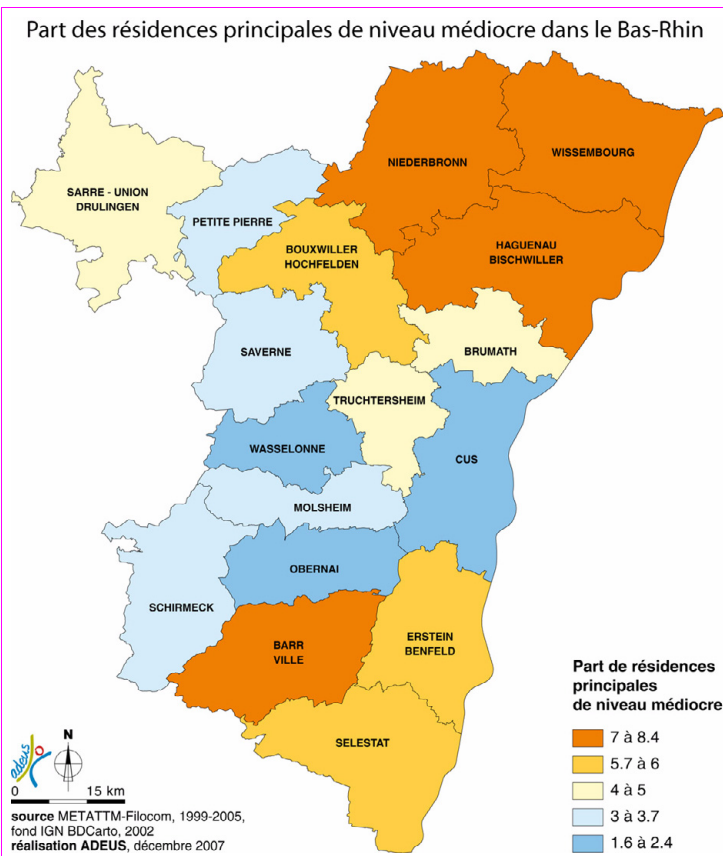 Part des résidences principales de niveau médiocre dans le Bas-Rhin
NIEDERBRONN
WISSEMBOURG
SARRE - UNION
DRULINGEN
PETITE PIERRE
BOUXWILLER
HOCHFELDEN
HAGUENAU
BISCHWILLER
SAVERNE
BRUMATH
TRUCHTERSHEIM
WASSELONNE
CUS
MOLSHEIM
OBERNAI
SCHIRMECK
BARR
VILLE
ERSTEIN
BENFELD
SELESTAT
Part de résidences
principales
de niveau médiocre
7 à 8.4
5.7 à 6
4 à 5
3 à 3.7
1.6 à 2.4
adeus
N
0 15 km
source METATTM-Filocom, 1999-2005,
fond IGN BDCarto, 2002
réalisation ADEUS, décembre 2007